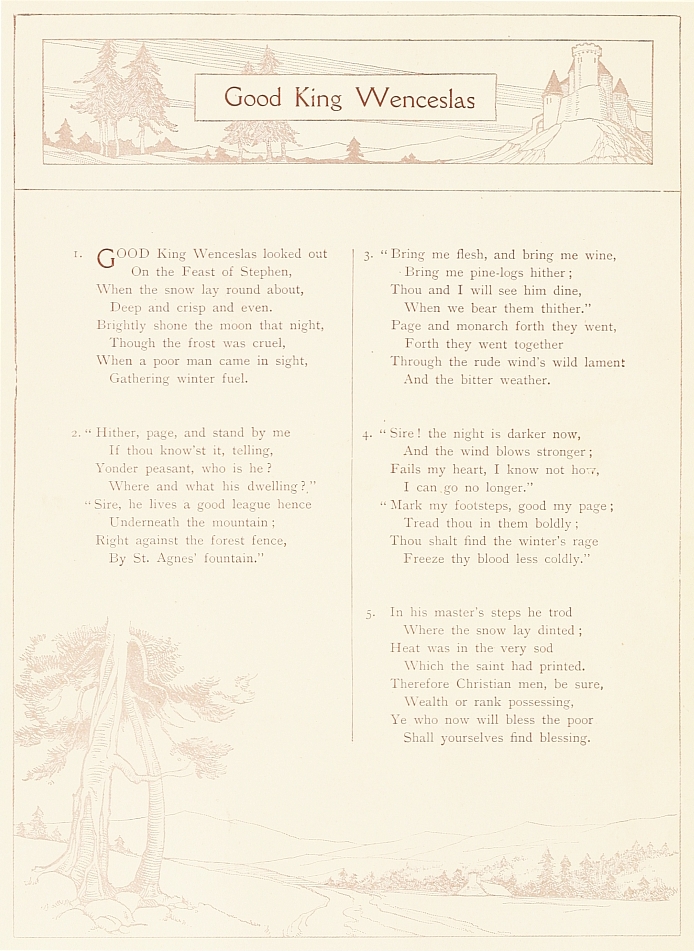 Good King Wenceslas
1. GOOD King Wenceslas looked out
On the Feast of Stephen,
When the snow lay round about,
Deep and crisp and even.
Brightly shone the moon that night,
Though the frost was cruel,
When a poor man came in sight,
Gathering winter fuel.
2. “ Hither, page, and stand by me
If thou know'st it, telling,
Yonder peasant, who is he ?
Where and what his dwelling ? ”
“ Sire, he lives a good league hence
Underneath the mountain ;
Right against the forest fence,
By St. Agnes' fountain.”
3. “ Bring me flesh, and bring me wine,
Bring me pine-logs hither ;
Thou and I will see him dine,
When we bear them thither.”
Page and monarch forth they went,
Forth they went together
Through the rude wind's wild lament
And the bitter weather.
4. “ Sire ! the night is darker now,
And the wind blows stronger ;
Fails my heart, I know not how,
I can go no longer.”
“ Mark my footsteps, good my page ;
Tread thou in them boldly ;
Thou shalt find the winter's rage
Freeze thy blood less coldly.”
5. In his master's steps he trod
Where the snow lay dinted ;
Heat was in the very sod
Which the saint had printed.
Therefore Christian men, be sure,
Wealth or rank possessing,
Ye who now will bless the poor
Shall yourselves find blessing.